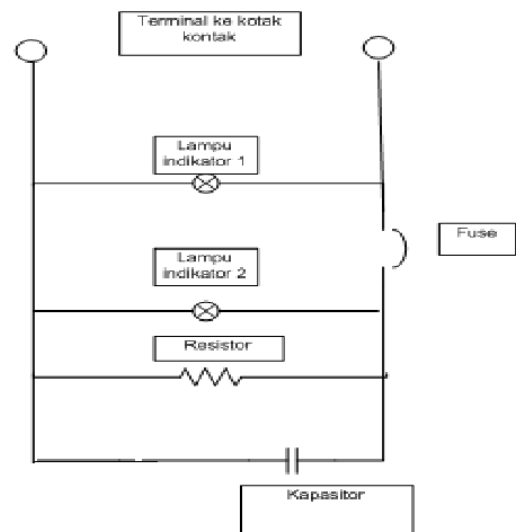 Terminal ke kotak
kontak
Lampu
indikator 1
Fuse
Lampu
indikator 2
Resistor
Kapasitor